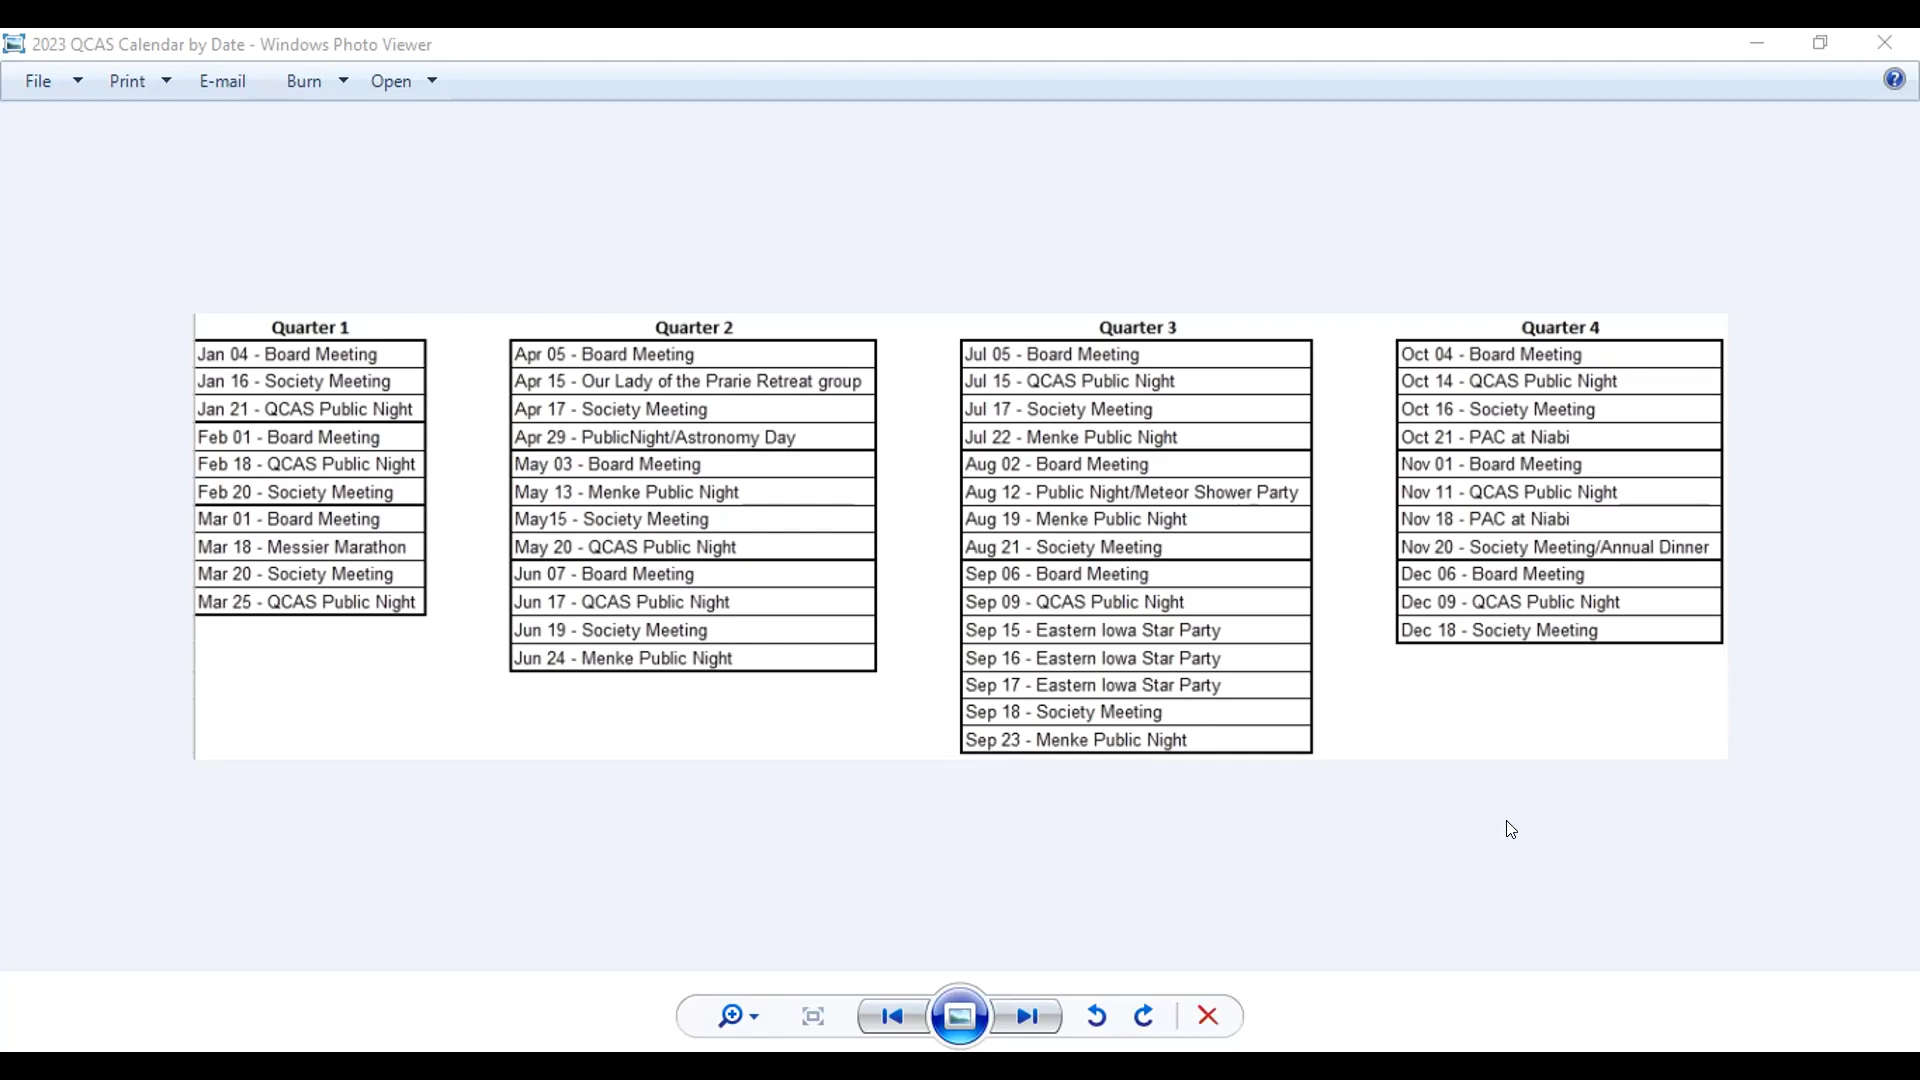 2023 QCAS Calendar by Date - Windows Photo Viewer
File Print E-mail Burn Open
Quarter 1
Jan 04 - Board Meeting
Jan 16 - Society Meeting
Jan 21 - QCAS Public Night
Feb 01 - Board Meeting
Feb 18 - QCAS Public Night
Feb 20 - Society Meeting
Mar 01 - Board Meeting
Mar 18 - Messier Marathon
Mar 20 - Society Meeting
Mar 25 - QCAS Public Night
Quarter 2
Apr 05 - Board Meeting
Apr 15 - Our Lady of the Prarie Retreat group
Apr 17 - Society Meeting
Apr 29 - PublicNight/Astronomy Day
May 03 - Board Meeting
May 13 - Menke Public Night
May15 - Society Meeting
May 20 - QCAS Public Night
Jun 07 - Board Meeting
Jun 17 - QCAS Public Night
Jun 19 - Society Meeting
Jun 24 - Menke Public Night
Quarter 3
Jul 05 - Board Meeting
Jul 15 - QCAS Public Night
Jul 17 - Society Meeting
Jul 22 - Menke Public Night
Aug 02 - Board Meeting
Aug 12 - Public Night/Meteor Shower Party
Aug 19 - Menke Public Night
Aug 21 - Society Meeting
Sep 06 - Board Meeting
Sep 09 - QCAS Public Night
Sep 15 - Eastern Iowa Star Party
Sep 16 - Eastern Iowa Star Party
Sep 17 - Eastern Iowa Star Party
Sep 18 - Society Meeting
Sep 23 - Menke Public Night
Quarter 4
Oct 04 - Board Meeting
Oct 14 - QCAS Public Night
Oct 16 - Society Meeting
Oct 21 - PAC at Niabi
Nov 01 - Board Meeting
Nov 11 - QCAS Public Night
Nov 18 - PAC at Niabi
Nov 20 - Society Meeting/Annual Dinner
Dec 06 - Board Meeting
Dec 09 - QCAS Public Night
Dec 18 - Society Meeting